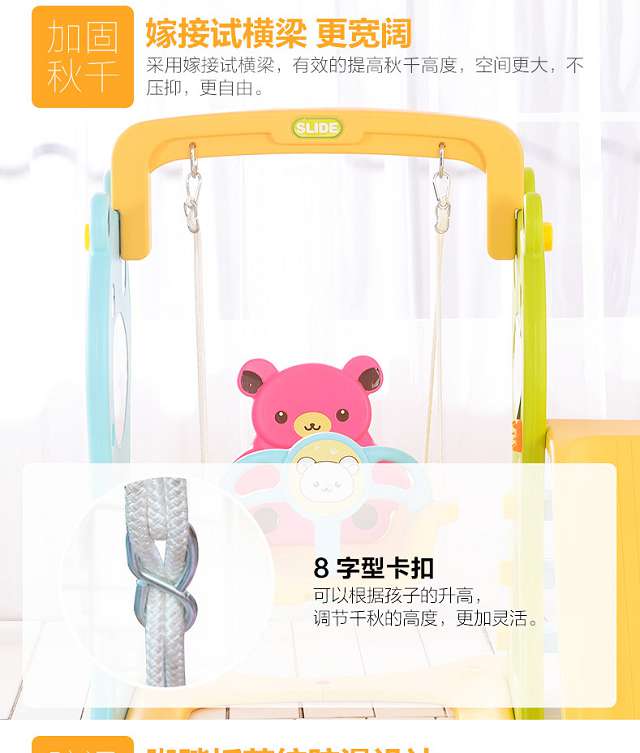 加固
秋千
嫁接试横梁 更宽阔
采用嫁接试横梁，有效的提高秋千高度，空间更大，不
压抑，更自由。
SLIDE
8 字型卡扣
可以根据孩子的升高，
调节千秋的高度，更加灵活。